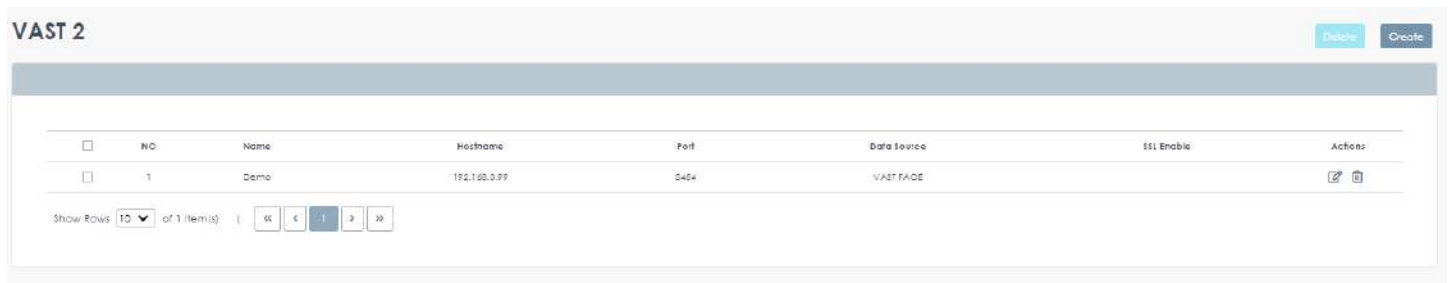 VAST 2
Delete Create
NO Name Hostname Port Data Source SSL Enable Actions
1 Demo 192.168.0.99 VAST FACE
Show Rows 10 of 1 item(s) | « ‹ 1 › »